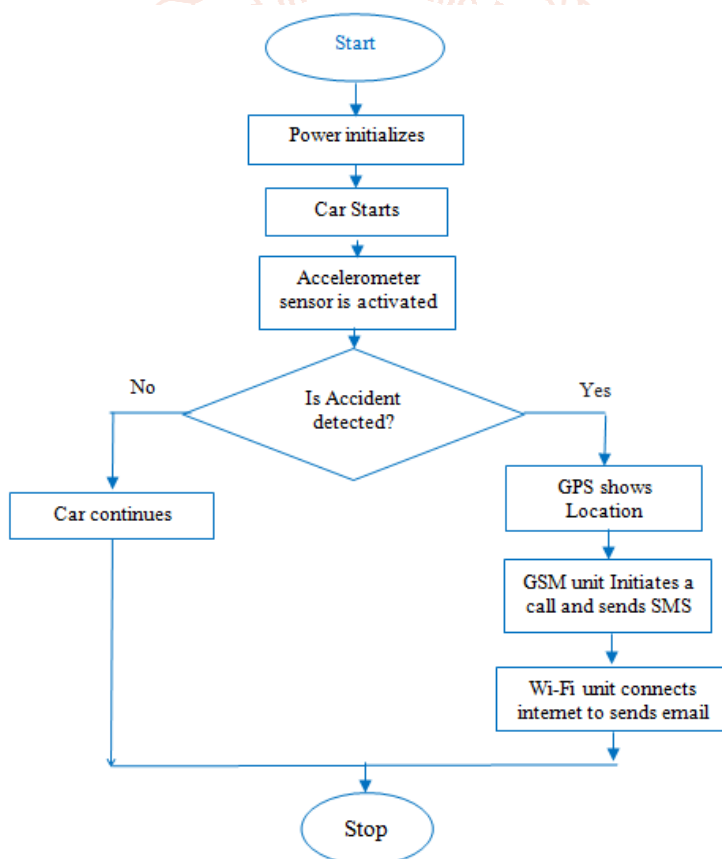 Start
Power initializes
Car Starts
Accelerometer
sensor is activated
Is Accident
detected?
No
Yes
Car continues
GPS shows
Location
GSM unit Initiates a
call and sends SMS
Wi-Fi unit connects
internet to sends email
Stop